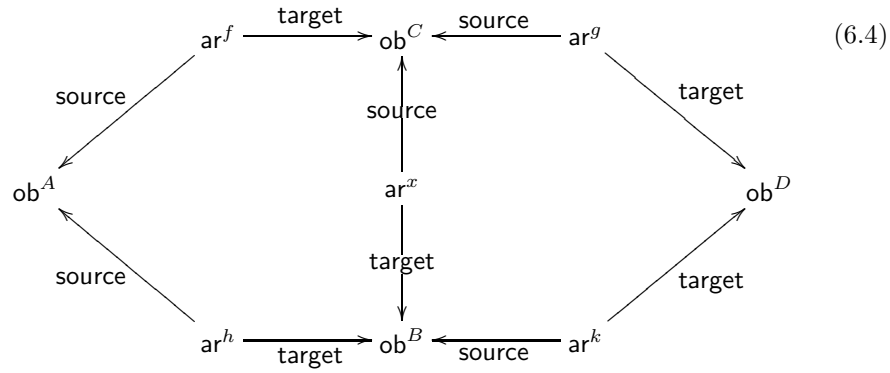 target source
ar^f ob^C ar^g (6.4)
source target
source
ob^A ar^x ob^D
target
source target
ar^h ob^B ar^k
target source